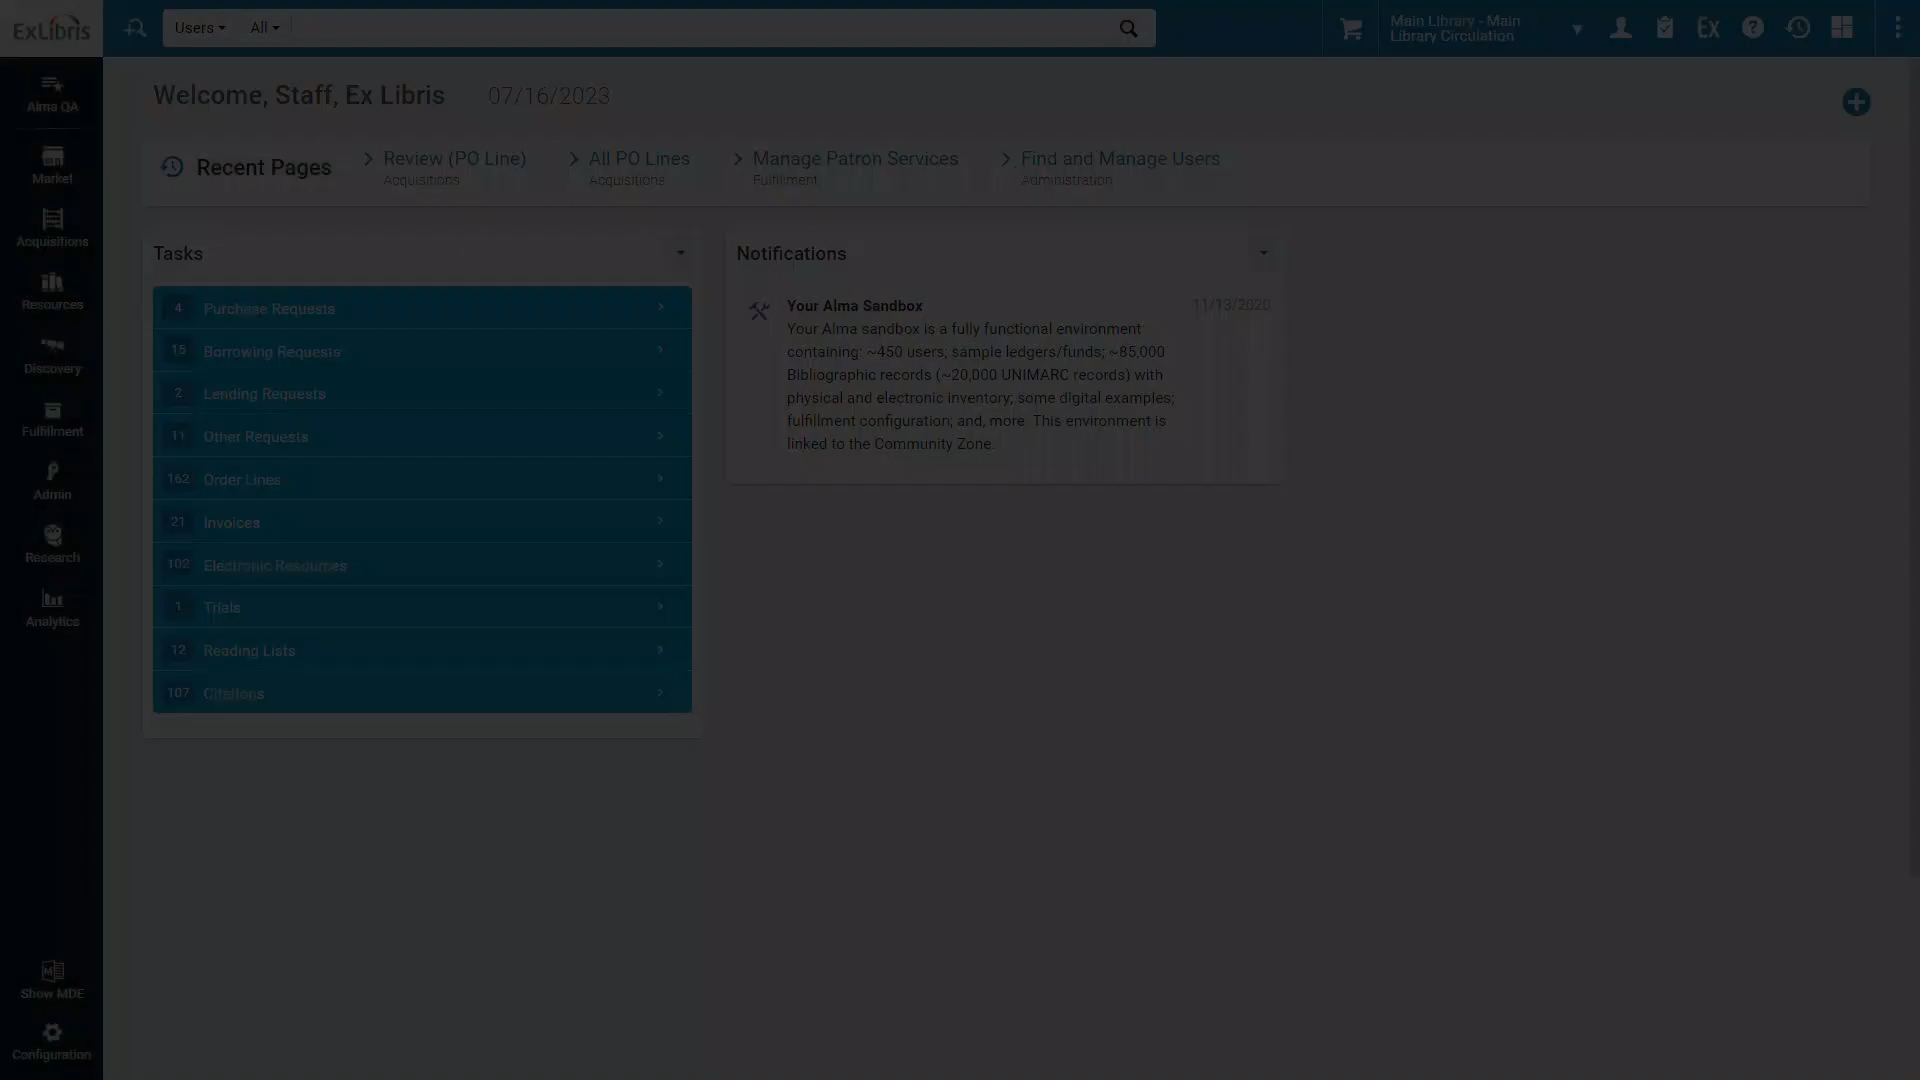 ExLibris
Users
All
Main Library - Main
Library Circulation
Ex
Alma QA
Market
Acquisitions
Resources
Discovery
Fulfillment
Admin
Research
Analytics
Show MDE
Configuration
Welcome, Staff, Ex Libris 07/16/2023
Recent Pages
Review (PO Line)
Acquisitions
All PO Lines
Acquisitions
Manage Patron Services
Fulfillment
Find and Manage Users
Administration
Tasks
4 Purchase Requests
15 Borrowing Requests
2 Lending Requests
11 Other Requests
162 Order Lines
21 Invoices
102 Electronic Resources
1 Trials
12 Reading Lists
107 Citations
Notifications
Your Alma Sandbox 11/13/2020
Your Alma sandbox is a fully functional environment
containing: ~450 users; sample ledgers/funds; ~85,000
Bibliographic records (~20,000 UNIMARC records) with
physical and electronic inventory; some digital examples;
fulfillment configuration; and, more. This environment is
linked to the Community Zone.